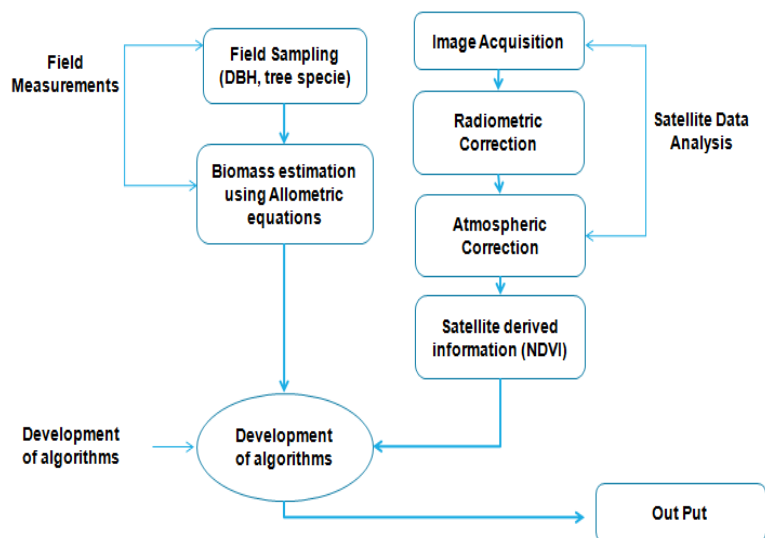 Field
Measurements
Field Sampling
(DBH, tree specie)
Biomass estimation
using Allometric
equations
Image Acquisition
Radiometric
Correction
Atmospheric
Correction
Satellite derived
information (NDVI)
Satellite Data
Analysis
Development
of algorithms
Development
of algorithms
Out Put